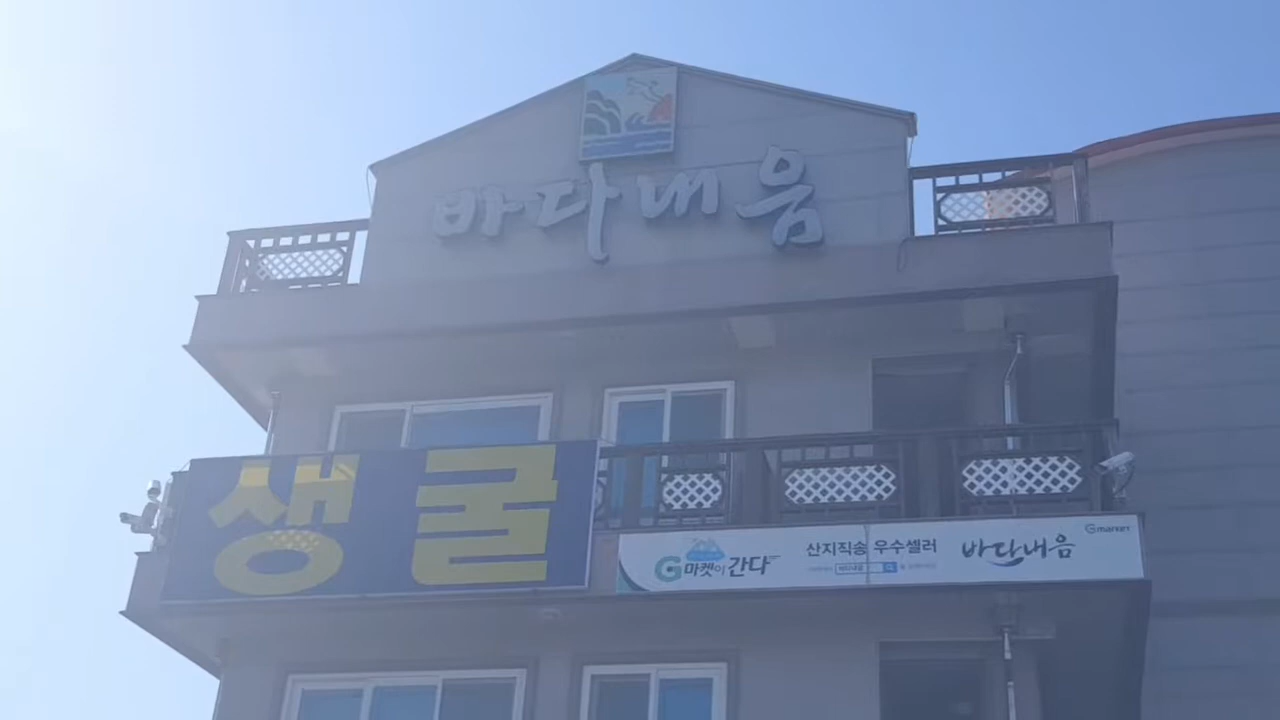 바다내음
생굴
G마켓이 간다
산지직송 우수셀러
바다내음
Gmarket